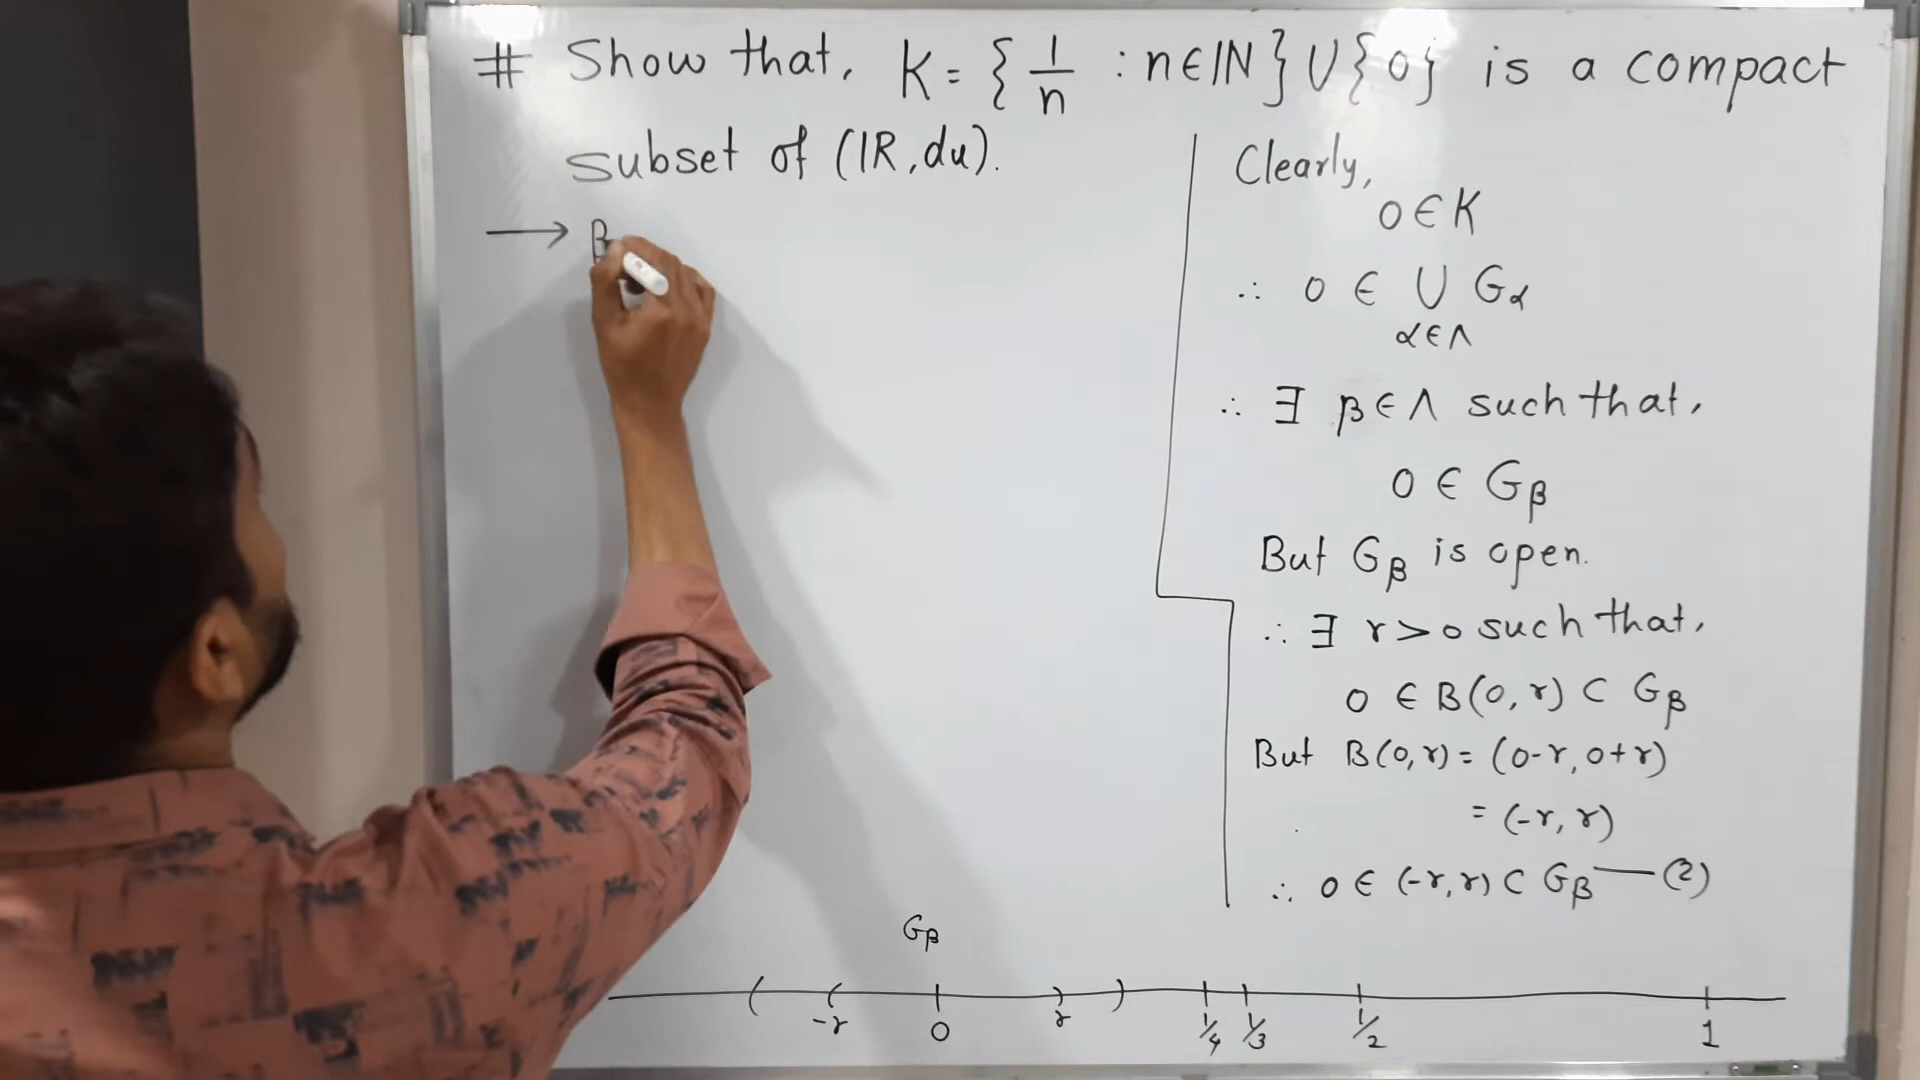 # Show that, K = { 1/n : n ∈ IN } U { 0 } is a compact
subset of (IR, du).
→ B
Clearly,
0 ∈ K
∴ 0 ∈ ∪ Gα
α∈Λ
∴ ∃ β ∈ Λ such that,
0 ∈ Gβ
But Gβ is open.
∴ ∃ r > 0 such that,
0 ∈ B(0, r) ⊂ Gβ
But B(0, r) = (0-r, 0+r)
= (-r, r)
∴ 0 ∈ (-r, r) ⊂ Gβ — (2)
Gβ
-r 0 r 1/4 1/3 1/2 1